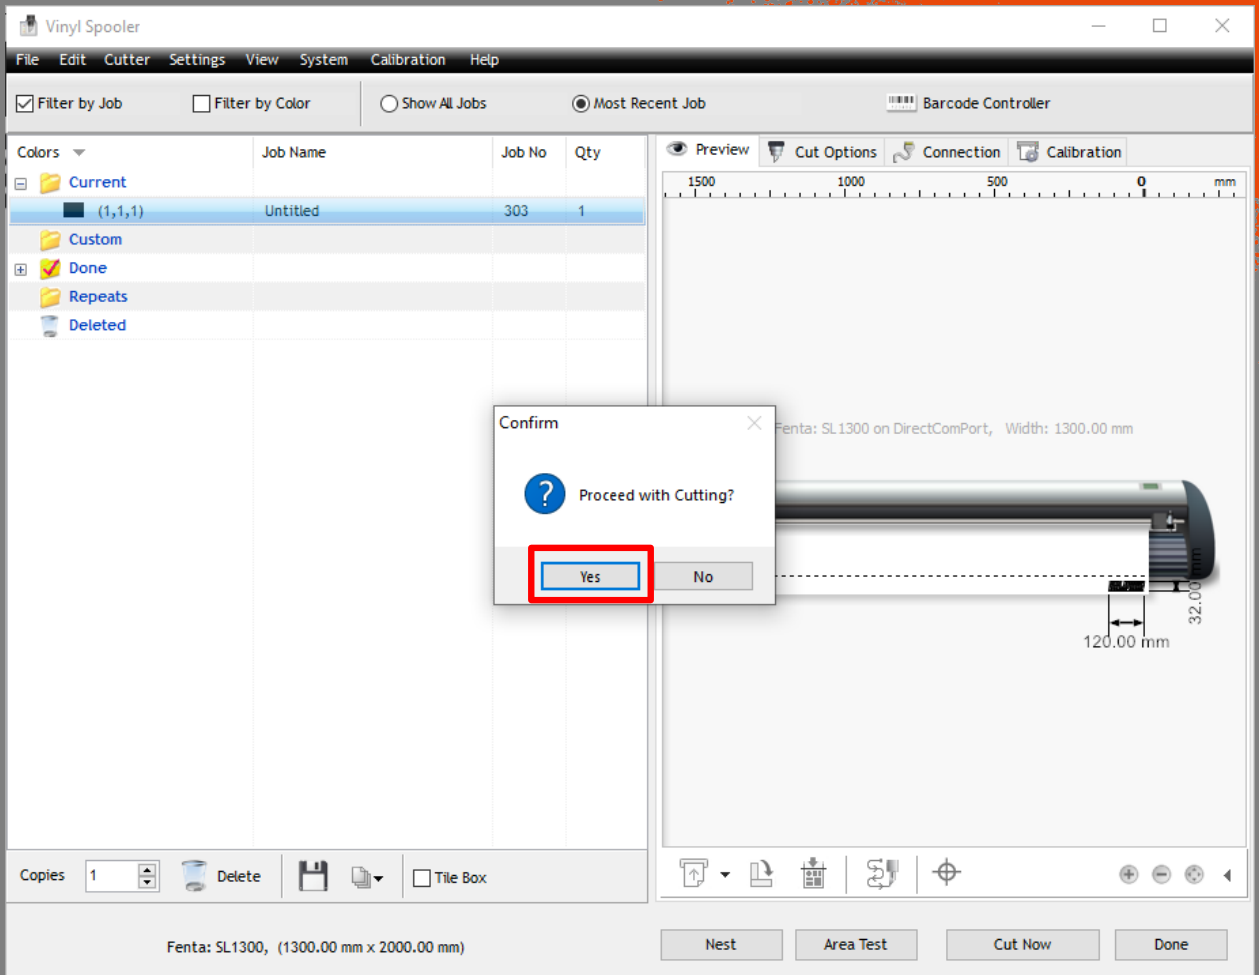 Vinyl Spooler
File Edit Cutter Settings View System Calibration Help
Filter by Job Filter by Color Show All Jobs Most Recent Job Barcode Controller
Colors Job Name Job No Qty
Current
(1,1,1) Untitled 303 1
Custom
Done
Repeats
Deleted
Preview Cut Options Connection Calibration
1500 1000 500 0 mm
Fenta: SL1300 on DirectComPort, Width: 1300.00 mm
Confirm
?
Proceed with Cutting?
Yes No
32.00 mm
120.00 mm
Copies 1 Delete Tile Box
Fenta: SL1300, (1300.00 mm x 2000.00 mm)
Nest Area Test Cut Now Done